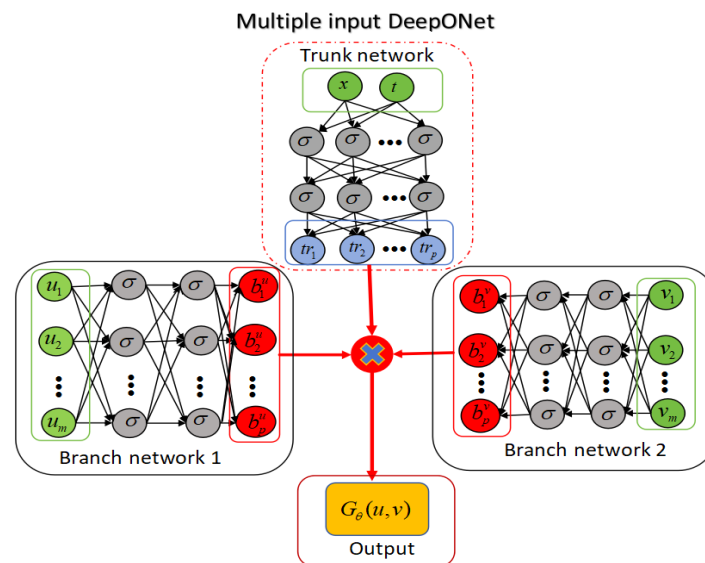 Multiple input DeepONet
Trunk network
x t
σ σ ••• σ
σ σ ••• σ
tr₁ tr₂ ••• trₚ
u₁ σ σ b₁ᵘ
u₂ σ σ b₂ᵘ
uₘ σ σ bₚᵘ
Branch network 1
b₁ᵛ σ σ v₁
b₂ᵛ σ σ v₂
bₚᵛ σ σ vₘ
Branch network 2
G_θ(u,v)
Output